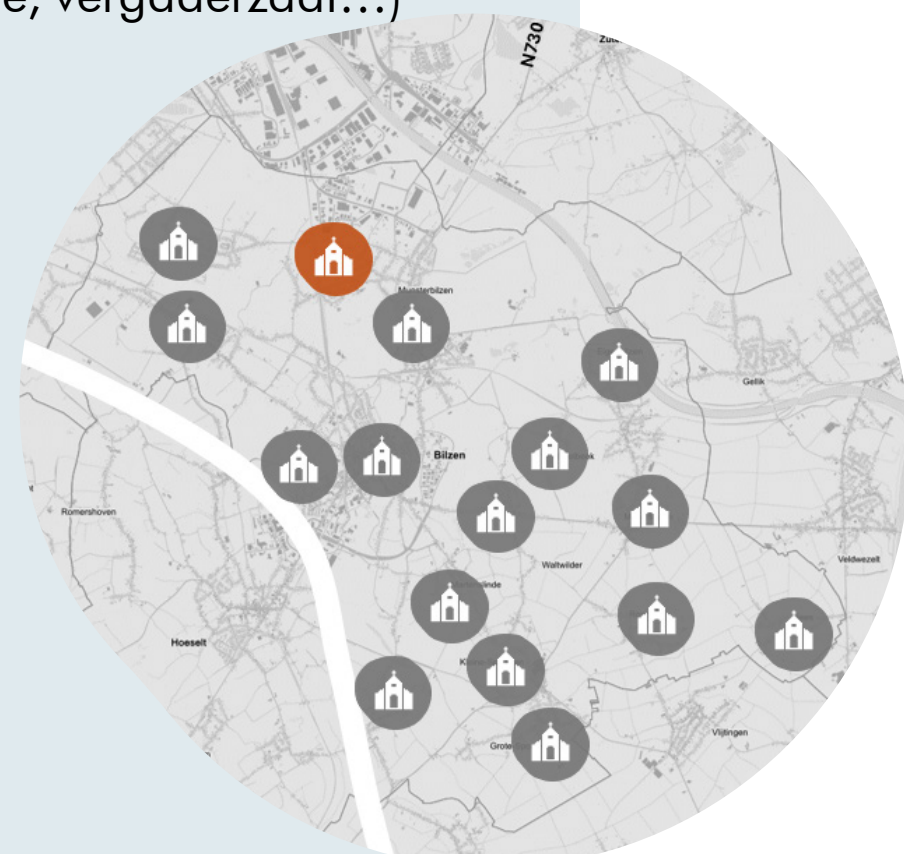 vergaderzaal...)
N730
Munsterbilzen
Gellik
Bilzen
Romershoven
Waltwilder
Veldwezelt
Hoeselt
Vlijtingen